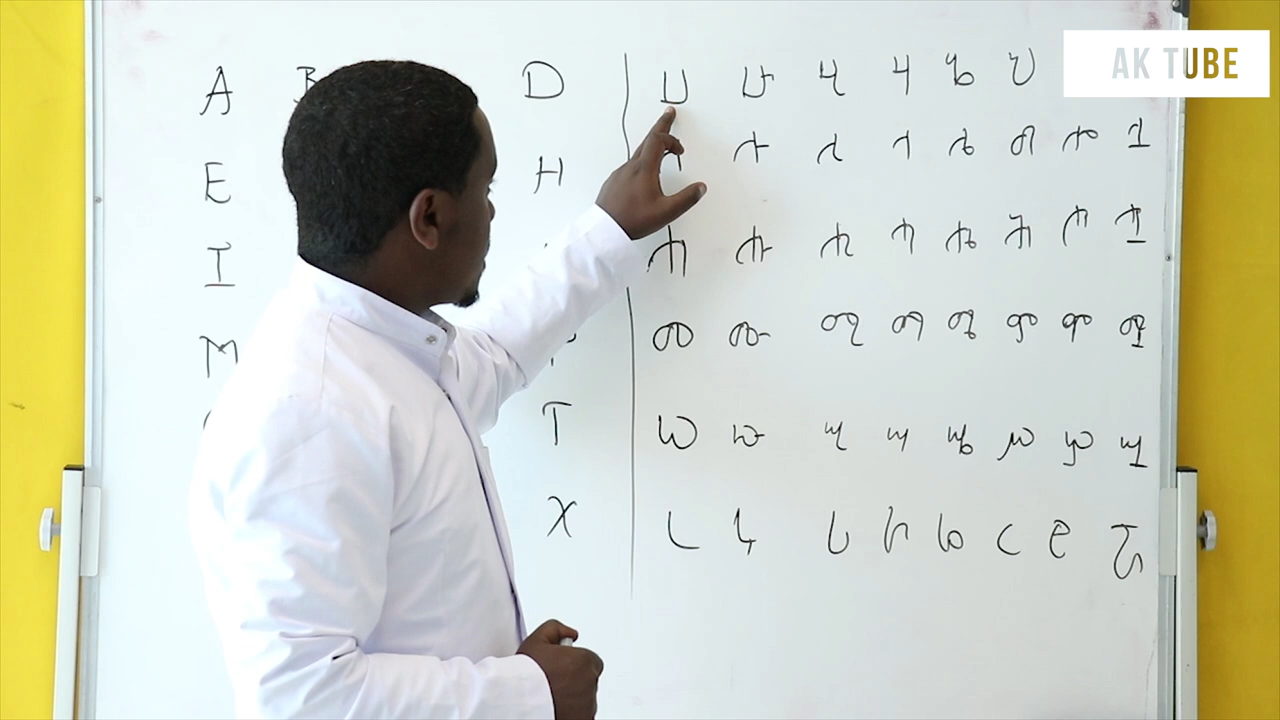 AK TUBE
A B D ሀ ሁ ሂ ሃ ሄ ህ
E H ሉ ሊ ላ ሌ ል ሎ ሏ
I ሐ ሑ ሒ ሓ ሔ ሕ ሖ ሗ
M መ ሙ ሚ ማ ሜ ም ሞ ሟ
T ሠ ሡ ሢ ሣ ሤ ሥ ሦ ሧ
X ረ ሩ ሪ ራ ሬ ር ሮ ሯ